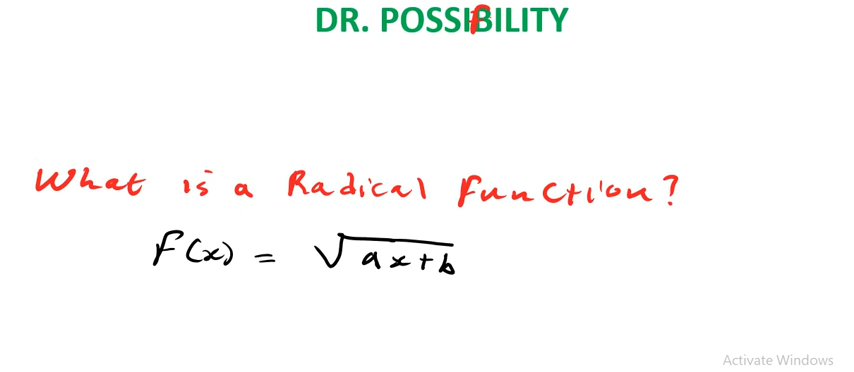 DR. POSSIBILITY
What is a Radical Function?
F(x) = √ax+b
Activate Windows